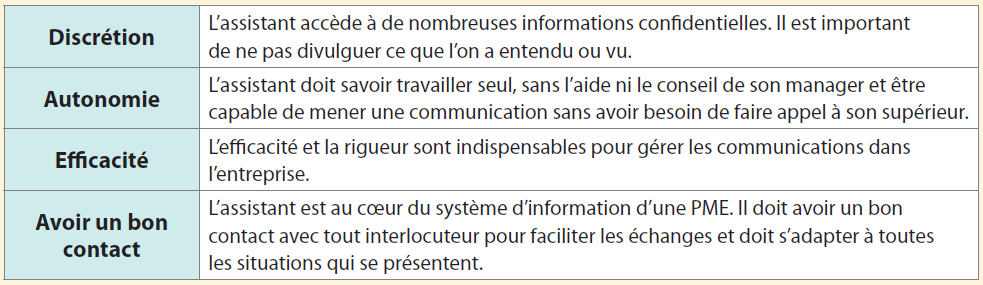 Discrétion
L’assistant accède à de nombreuses informations confidentielles. Il est important
de ne pas divulguer ce que l’on a entendu ou vu.
Autonomie
L’assistant doit savoir travailler seul, sans l’aide ni le conseil de son manager et être
capable de mener une communication sans avoir besoin de faire appel à son supérieur.
Efficacité
L’efficacité et la rigueur sont indispensables pour gérer les communications dans
l’entreprise.
Avoir un bon
contact
L’assistant est au cœur du système d’information d’une PME. Il doit avoir un bon
contact avec tout interlocuteur pour faciliter les échanges et doit s’adapter à toutes
les situations qui se présentent.